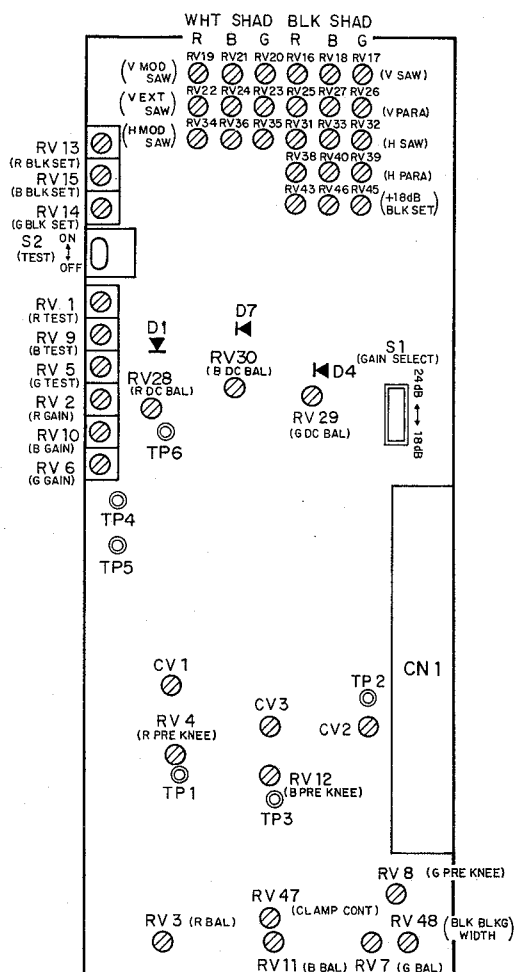 WHT SHAD BLK SHAD
R B G R B G
RV19 RV21 RV20 RV16 RV18 RV17
(V MOD SAW) (V SAW)
RV22 RV24 RV23 RV25 RV27 RV26
(V EXT SAW) (V PARA)
RV34 RV36 RV35 RV31 RV33 RV32
(H MOD SAW) (H SAW)
RV38 RV40 RV39
(H PARA)
RV43 RV46 RV45
(+18dB BLK SET)
RV 13
(R BLK SET)
RV 15
(B BLK SET)
RV 14
(G BLK SET)
S2 ON
(TEST) OFF
RV 1
(R TEST)
RV 9
(B TEST)
RV 5
(G TEST)
RV 2
(R GAIN)
RV 10
(B GAIN)
RV 6
(G GAIN)
D1
D7
RV30
(B DC BAL)
RV28
(R DC BAL)
D4
RV 29
(G DC BAL)
S1
(GAIN SELECT)
24dB ↔ 18dB
TP6
TP4
TP5
CN 1
CV 1
TP 2
CV3
CV2
RV 4
(R PRE KNEE)
TP 1
RV 12
(B PRE KNEE)
TP3
RV 8 (G PRE KNEE)
RV 47
(CLAMP CONT)
RV 3 (R BAL)
RV 48 (BLK BLKG WIDTH)
RV 11 (B BAL) RV 7 (G BAL)